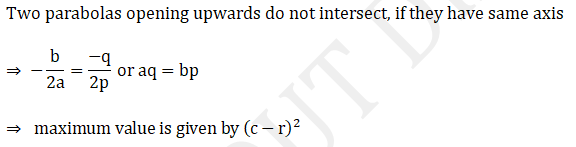 Two parabolas opening upwards do not intersect, if they have same axis
⇒ −b/2a = −q/2p or aq = bp
⇒ maximum value is given by (c − r)²